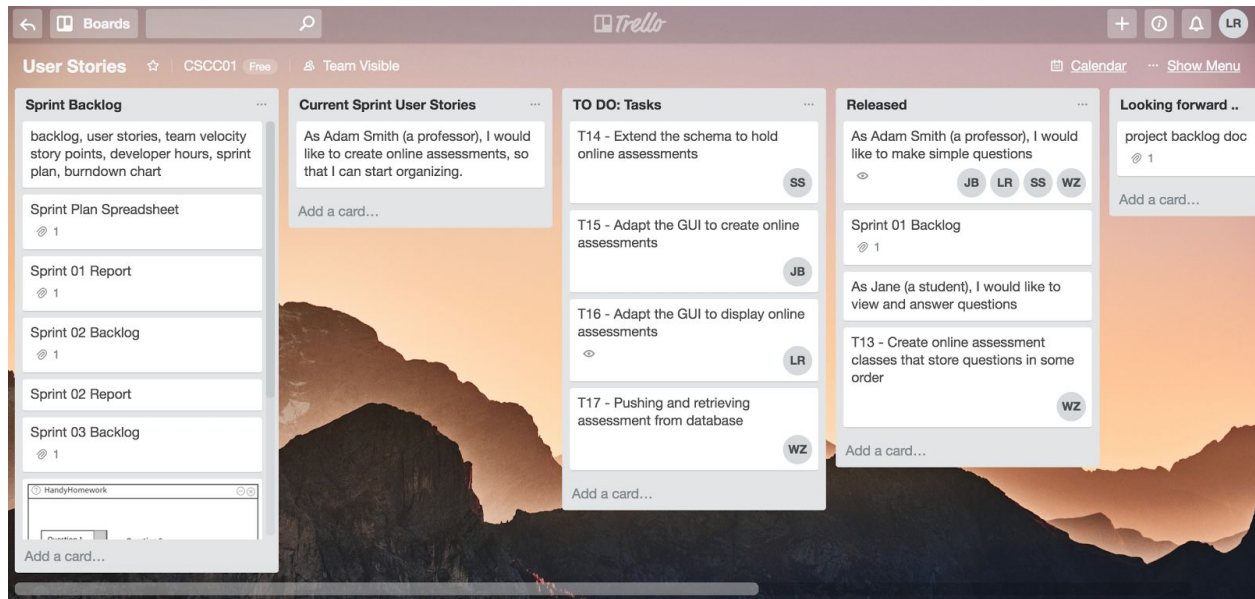 Boards
Trello
LR
User Stories
CSCC01 Free
Team Visible
Calendar
... Show Menu
Sprint Backlog
backlog, user stories, team velocity
story points, developer hours, sprint
plan, burndown chart
Sprint Plan Spreadsheet
1
Sprint 01 Report
1
Sprint 02 Backlog
1
Sprint 02 Report
Sprint 03 Backlog
1
HandyHomework
Question 1
Add a card...
Current Sprint User Stories
As Adam Smith (a professor), I would
like to create online assessments, so
that I can start organizing.
Add a card...
TO DO: Tasks
T14 - Extend the schema to hold
online assessments
SS
T15 - Adapt the GUI to create online
assessments
JB
T16 - Adapt the GUI to display online
assessments
LR
T17 - Pushing and retrieving
assessment from database
WZ
Add a card...
Released
As Adam Smith (a professor), I would
like to make simple questions
JB LR SS WZ
Sprint 01 Backlog
1
As Jane (a student), I would like to
view and answer questions
T13 - Create online assessment
classes that store questions in some
order
WZ
Add a card...
Looking forward ..
project backlog doc
1
Add a card...